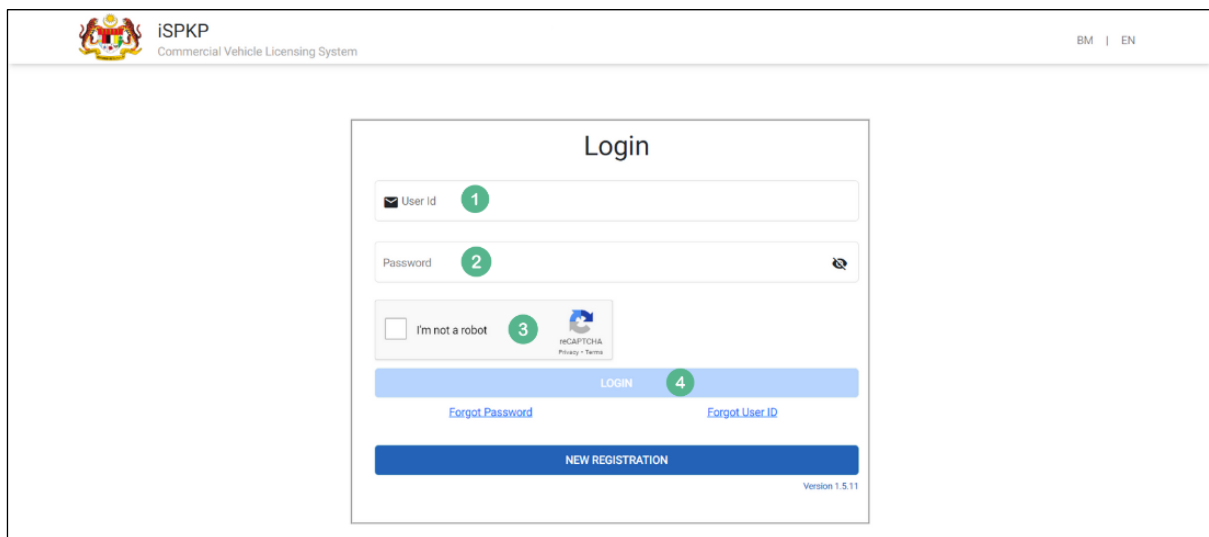 iSPKP
Commercial Vehicle Licensing System
BM | EN
Login
User Id 1
Password 2
I'm not a robot 3
reCAPTCHA
Privacy • Terms
LOGIN 4
Forgot Password Forgot User ID
NEW REGISTRATION
Version 1.5.11